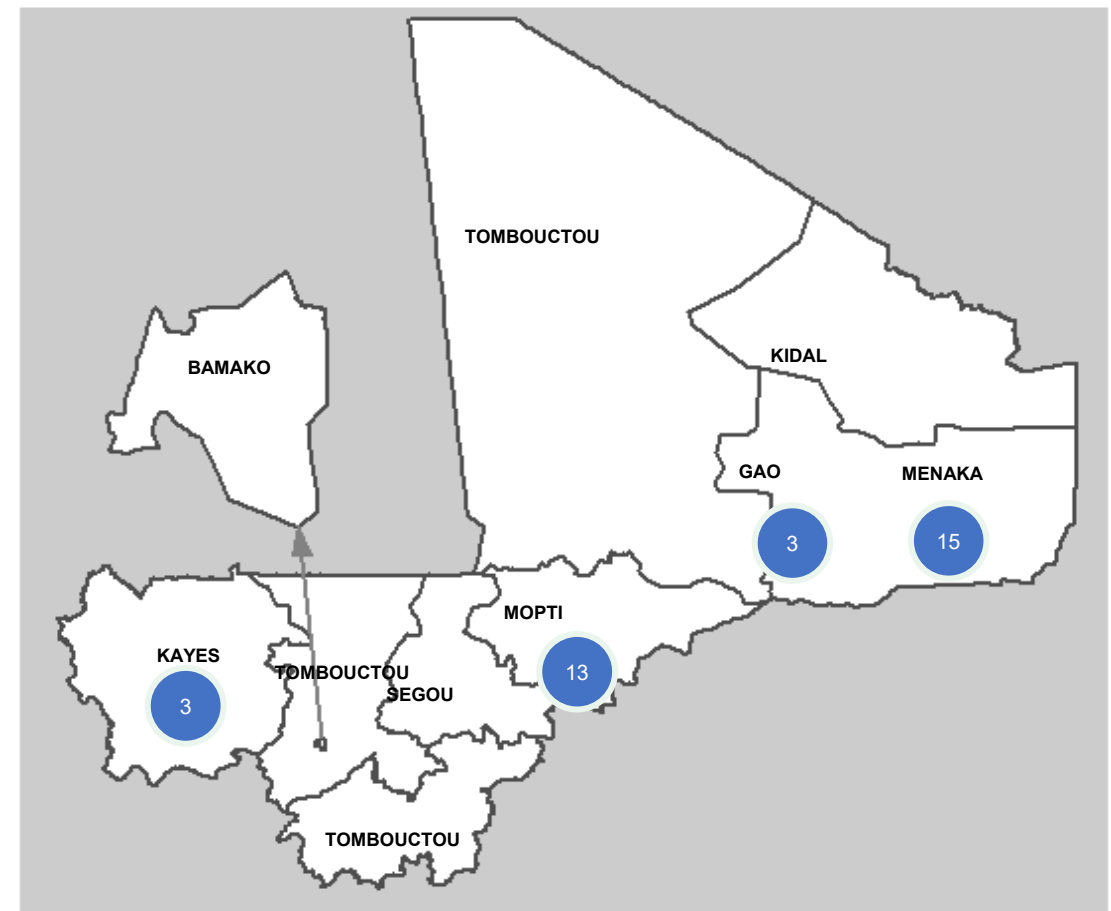 TOMBOUCTOU
KIDAL
BAMAKO
GAO
MENAKA
3
15
MOPTI
KAYES
TOMBOUCTOU
SEGOU
13
3
TOMBOUCTOU